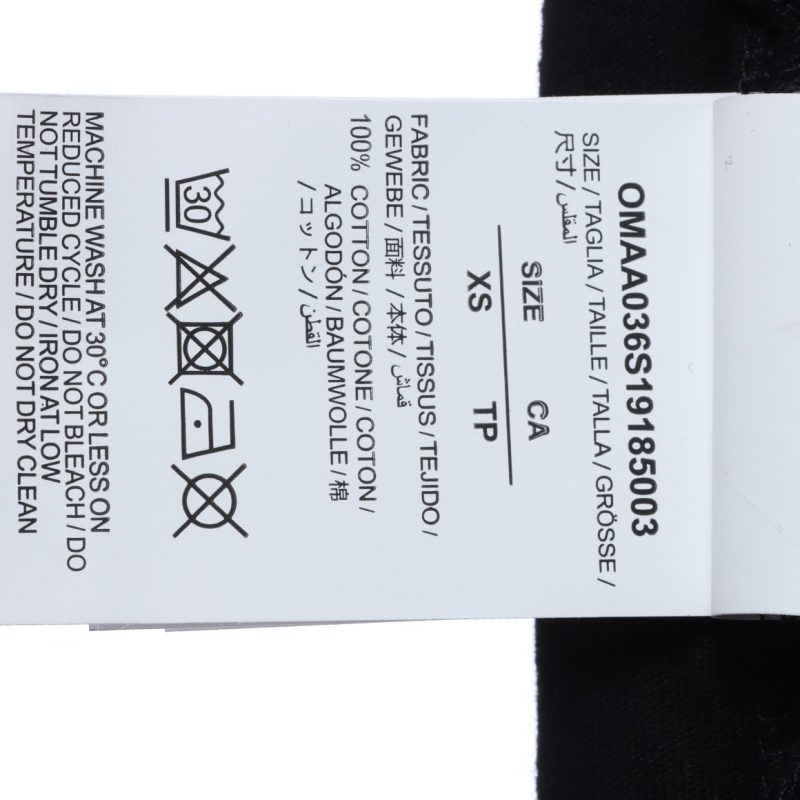 OMAA036S19185003
SIZE / TAGLIA / TAILLE / TALLA / GRÖSSE /
尺寸 / المقاس
SIZE CA
XS TP
FABRIC / TESSUTO / TISSUS / TEJIDO /
GEWEBE / 面料 / 本体 / قماش
100% COTTON / COTONE / COTON /
ALGODÓN / BAUMWOLLE / 棉
/ コットン / القطن
30
MACHINE WASH AT 30°C OR LESS ON
REDUCED CYCLE / DO NOT BLEACH / DO
NOT TUMBLE DRY / IRON AT LOW
TEMPERATURE / DO NOT DRY CLEAN